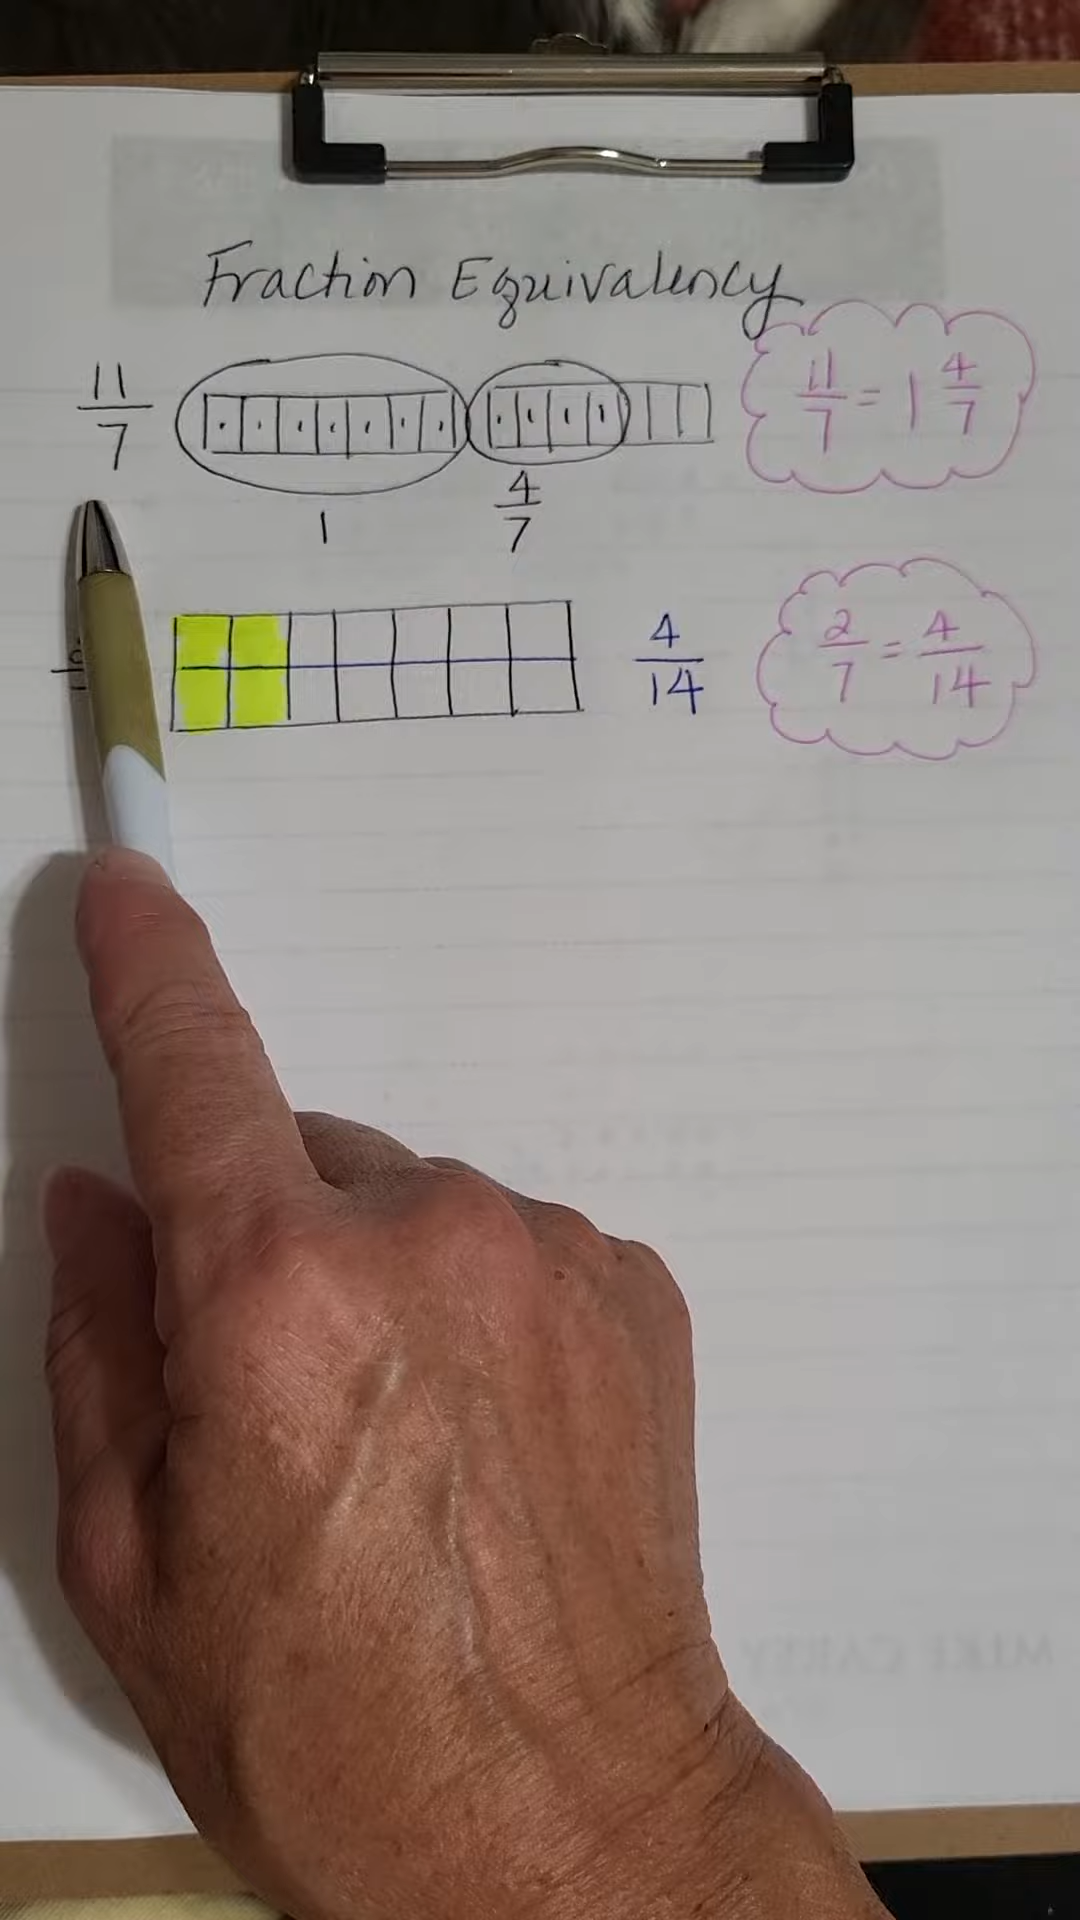 Fraction Equivalency
11/7
11/7 = 1 4/7
1
4/7
4/14
2/7 = 4/14